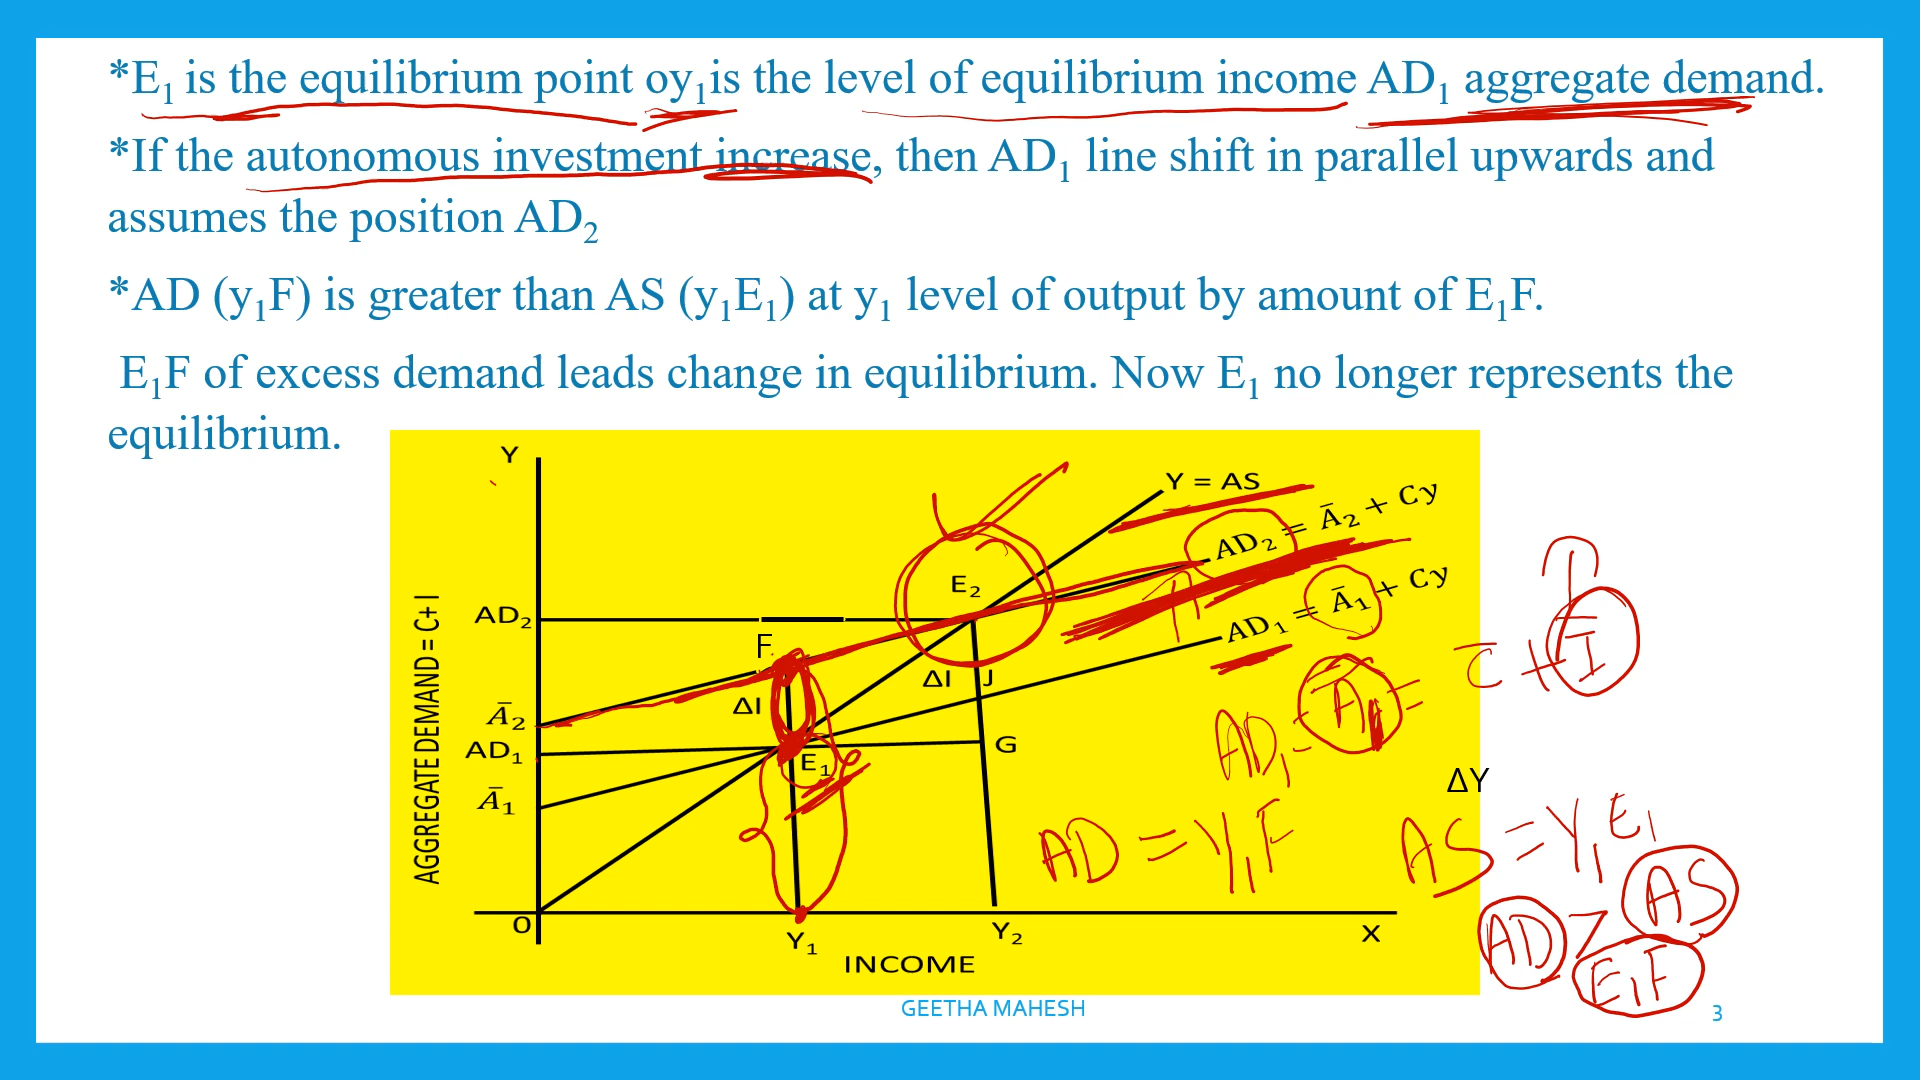 *E₁ is the equilibrium point oy₁is the level of equilibrium income AD₁ aggregate demand.
*If the autonomous investment increase, then AD₁ line shift in parallel upwards and
assumes the position AD₂
*AD (y₁F) is greater than AS (y₁E₁) at y₁ level of output by amount of E₁F.
E₁F of excess demand leads change in equilibrium. Now E₁ no longer represents the
equilibrium.
Y
Y = AS
AD₂ = Ā₂ + Cy
AD₁ = Ā₁ + Cy
E₂
AD₂
F
ΔI
J
ΔI
Ā₂
AD₁
G
E₁
Ā₁
AGGREGATE DEMAND = C+ I
O
Y₁
Y₂
X
INCOME
ΔY
C̄ + Ī
AD₁ =
AD = Y₁F
AS = Y₁E₁
AD > AS
E₁F
GEETHA MAHESH
3